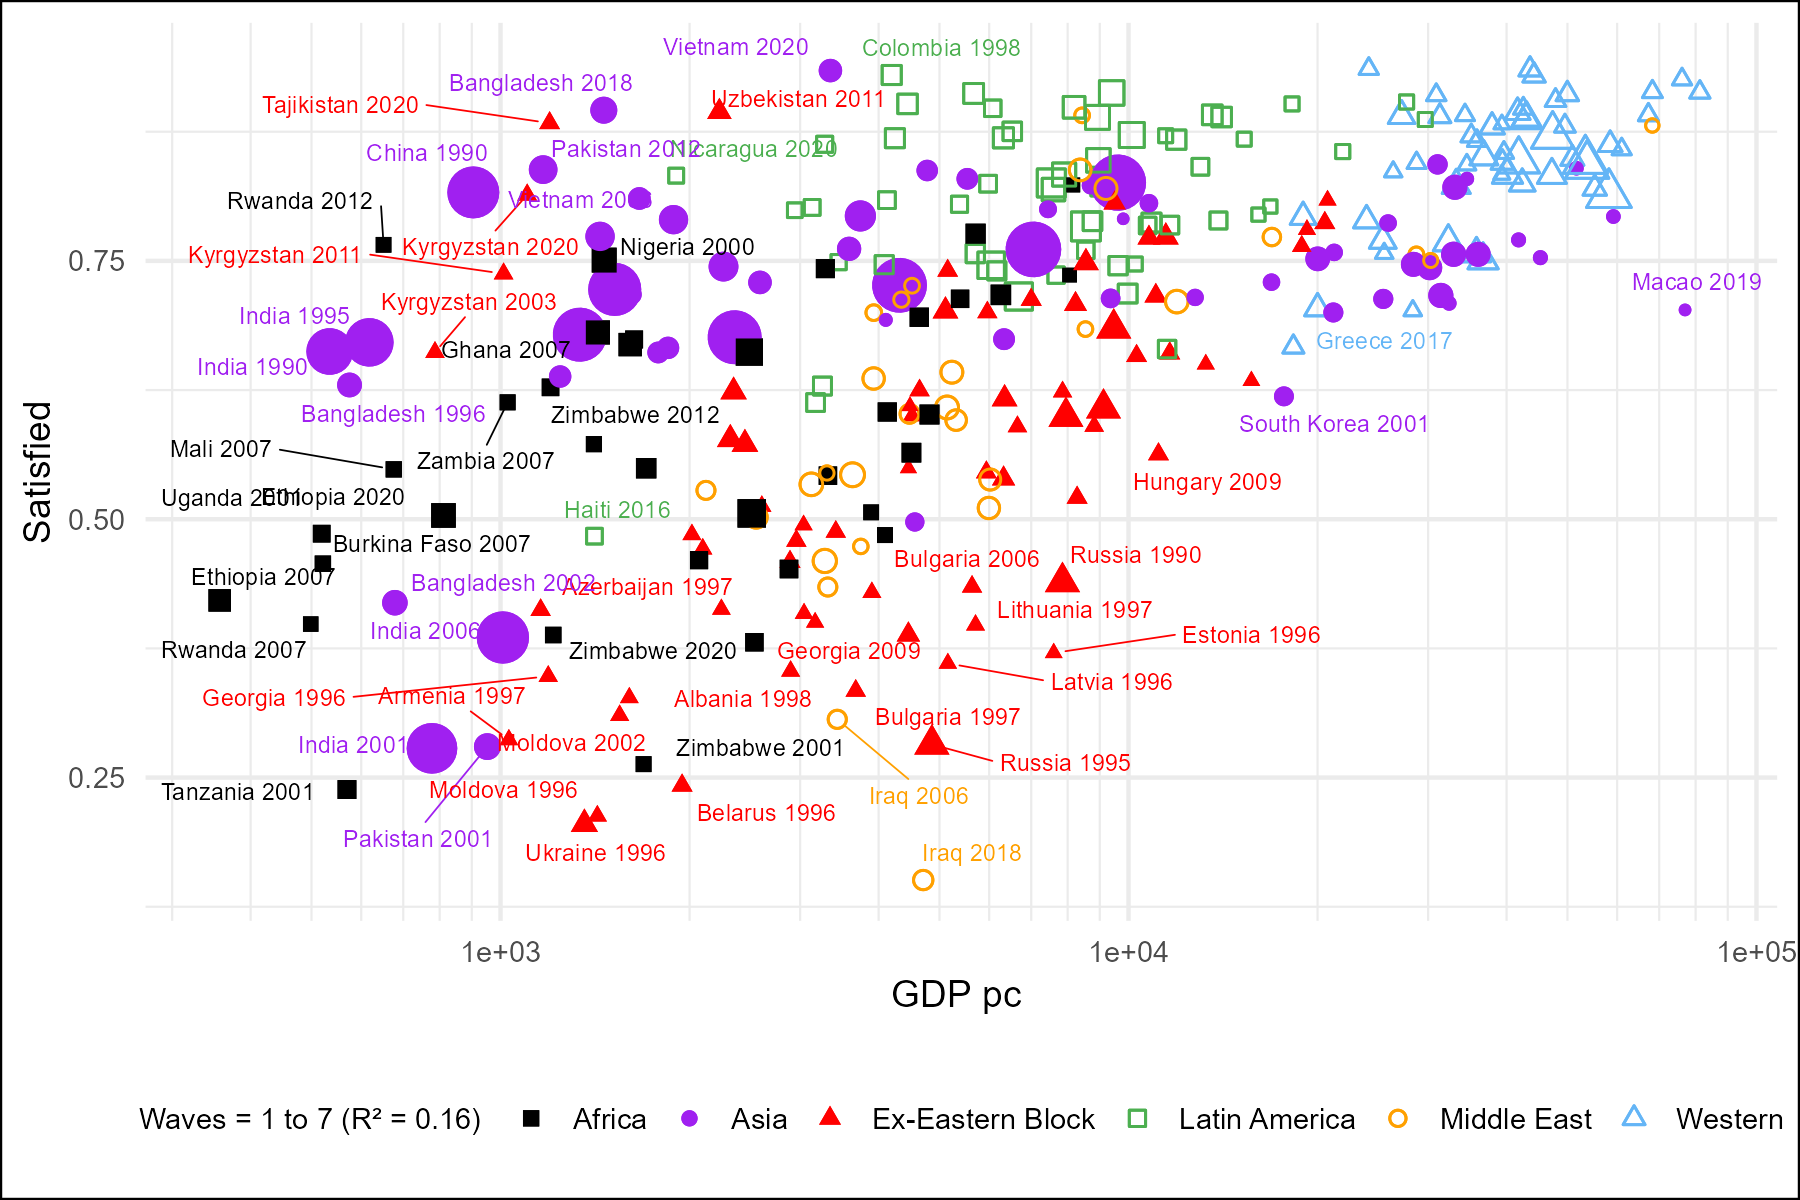 Vietnam 2020
Colombia 1998
Bangladesh 2018
Tajikistan 2020
Uzbekistan 2011
China 1990
Pakistan 2012
Nicaragua 2020
Rwanda 2012
Vietnam 2006
Kyrgyzstan 2011
Kyrgyzstan 2020
Nigeria 2000
0.75
Macao 2019
Kyrgyzstan 2003
India 1995
Ghana 2007
Greece 2017
India 1990
Bangladesh 1996
Zimbabwe 2012
South Korea 2001
Mali 2007
Zambia 2007
Hungary 2009
Uganda 2001
Ethiopia 2020
Haiti 2016
Satisfied
0.50
Burkina Faso 2007
Bulgaria 2006
Russia 1990
Ethiopia 2007
Bangladesh 2002
Azerbaijan 1997
Lithuania 1997
India 2006
Estonia 1996
Rwanda 2007
Zimbabwe 2020
Georgia 2009
Latvia 1996
Georgia 1996
Armenia 1997
Albania 1998
Bulgaria 1997
India 2001
Moldova 2002
Zimbabwe 2001
Russia 1995
0.25
Tanzania 2001
Moldova 1996
Iraq 2006
Belarus 1996
Pakistan 2001
Ukraine 1996
Iraq 2018
1e+03
1e+04
1e+05
GDP pc
Waves = 1 to 7 (R² = 0.16)
Africa
Asia
Ex-Eastern Block
Latin America
Middle East
Western